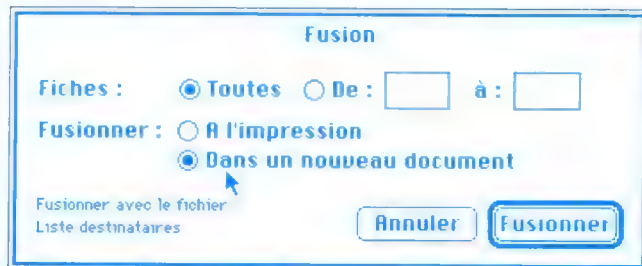 Fusion
Fiches : Toutes De : à :
Fusionner : A l'impression
Dans un nouveau document
Fusionner avec le fichier
Liste destinataires
Annuler Fusionner